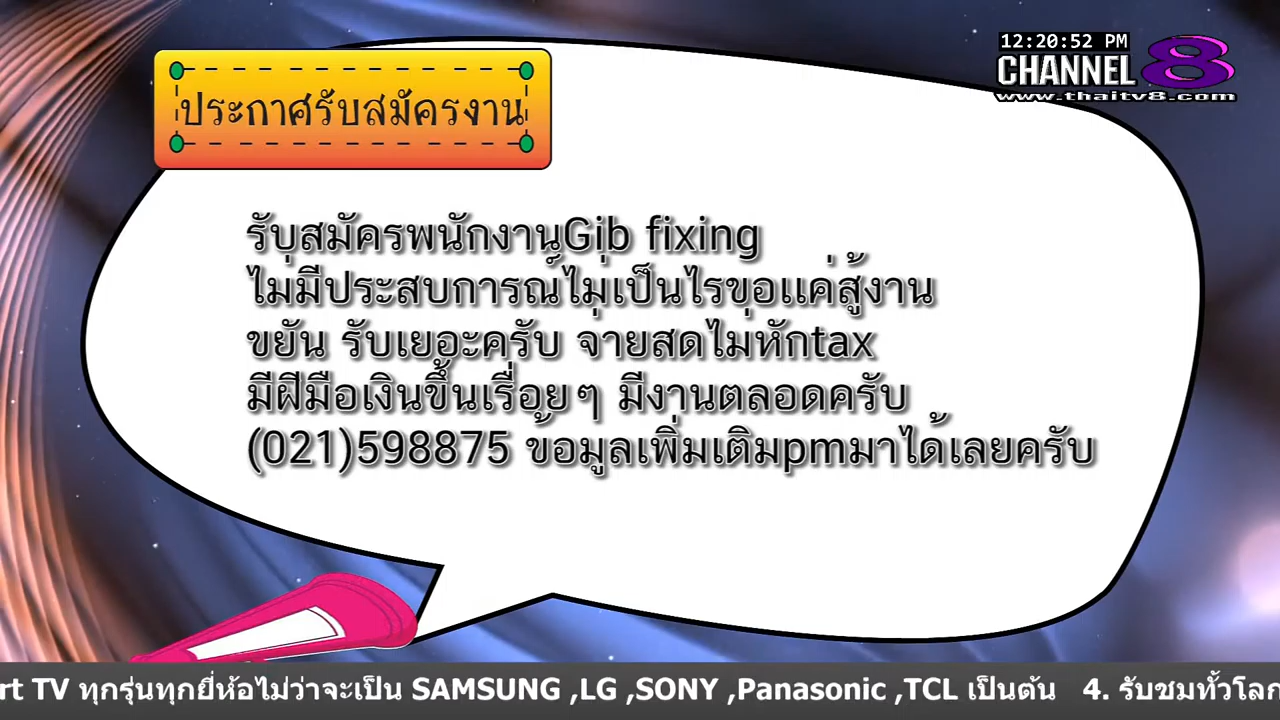 12:20:52 PM
CHANNEL 8
www.thaitv8.com
ประกาศรับสมัครงาน
รับสมัครพนักงานGib fixing
ไม่มีประสบการณ์ไม่เป็นไรขอแค่สู้งาน
ขยัน รับเยอะครับ จ่ายสดไม่หักtax
มีฝีมือเงินขึ้นเรื่อยๆ มีงานตลอดครับ
(021)598875 ข้อมูลเพิ่มเติมpmมาได้เลยครับ
rt TV ทุกรุ่นทุกยี่ห้อไม่ว่าจะเป็น SAMSUNG ,LG ,SONY ,Panasonic ,TCL เป็นต้น 4. รับชมทั่วโลก